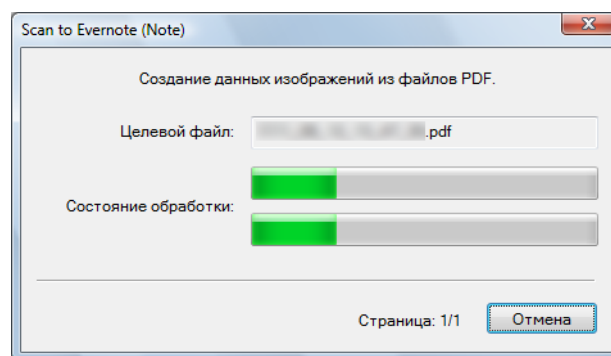 Scan to Evernote (Note)
Создание данных изображений из файлов PDF.
Целевой файл: .pdf
Состояние обработки:
Страница: 1/1 Отмена